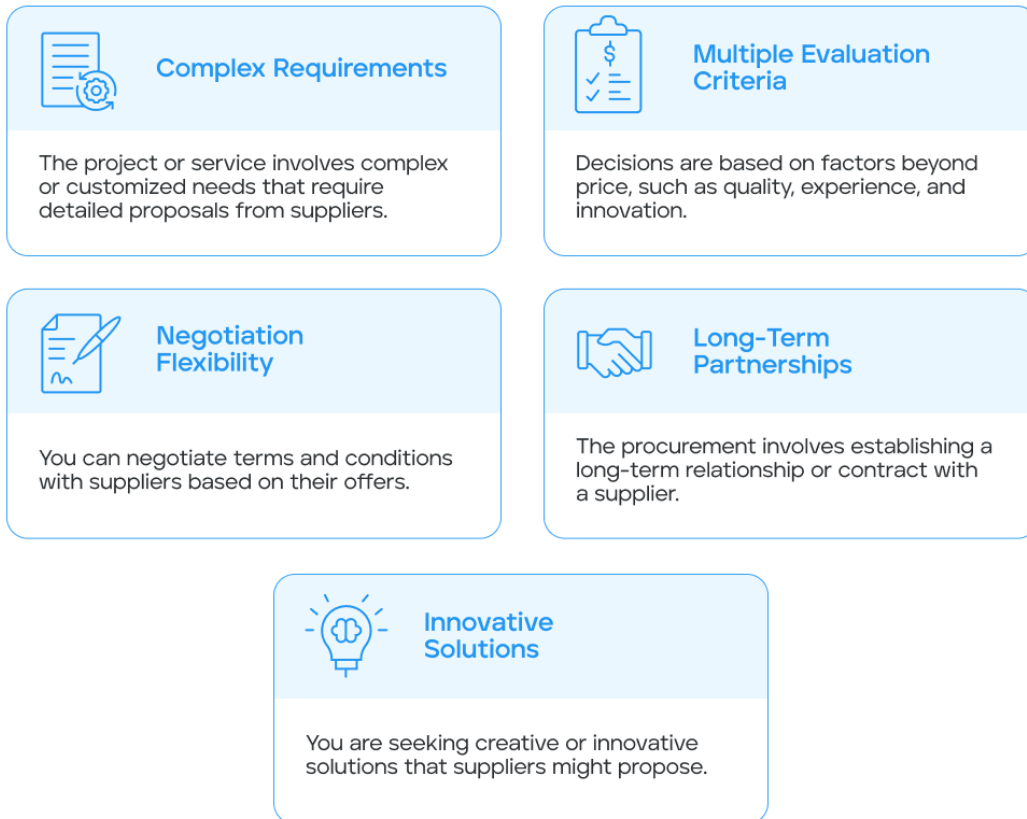 Complex Requirements
The project or service involves complex
or customized needs that require
detailed proposals from suppliers.
$
Multiple Evaluation
Criteria
Decisions are based on factors beyond
price, such as quality, experience, and
innovation.
Negotiation
Flexibility
You can negotiate terms and conditions
with suppliers based on their offers.
Long-Term
Partnerships
The procurement involves establishing a
long-term relationship or contract with
a supplier.
Innovative
Solutions
You are seeking creative or innovative
solutions that suppliers might propose.